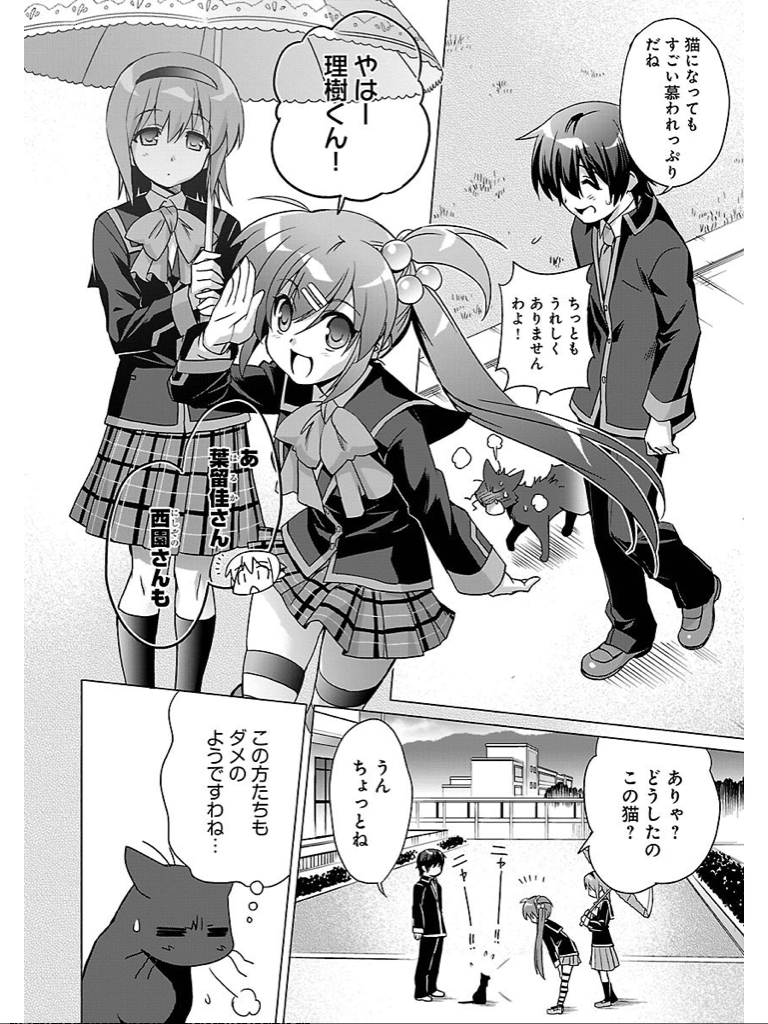 猫になっても
すごい慕われっぷり
だね
ちっとも
うれしく
ありません
わよ！
やはー
理樹くん！
あ
葉留佳さん
はるか
西園さんも
にしぞの
ありゃ？
どうしたの
この猫？
ニャー!!
ニャー!!
うん
ちょっとね
この方たちも
ダメの
ようですわね…